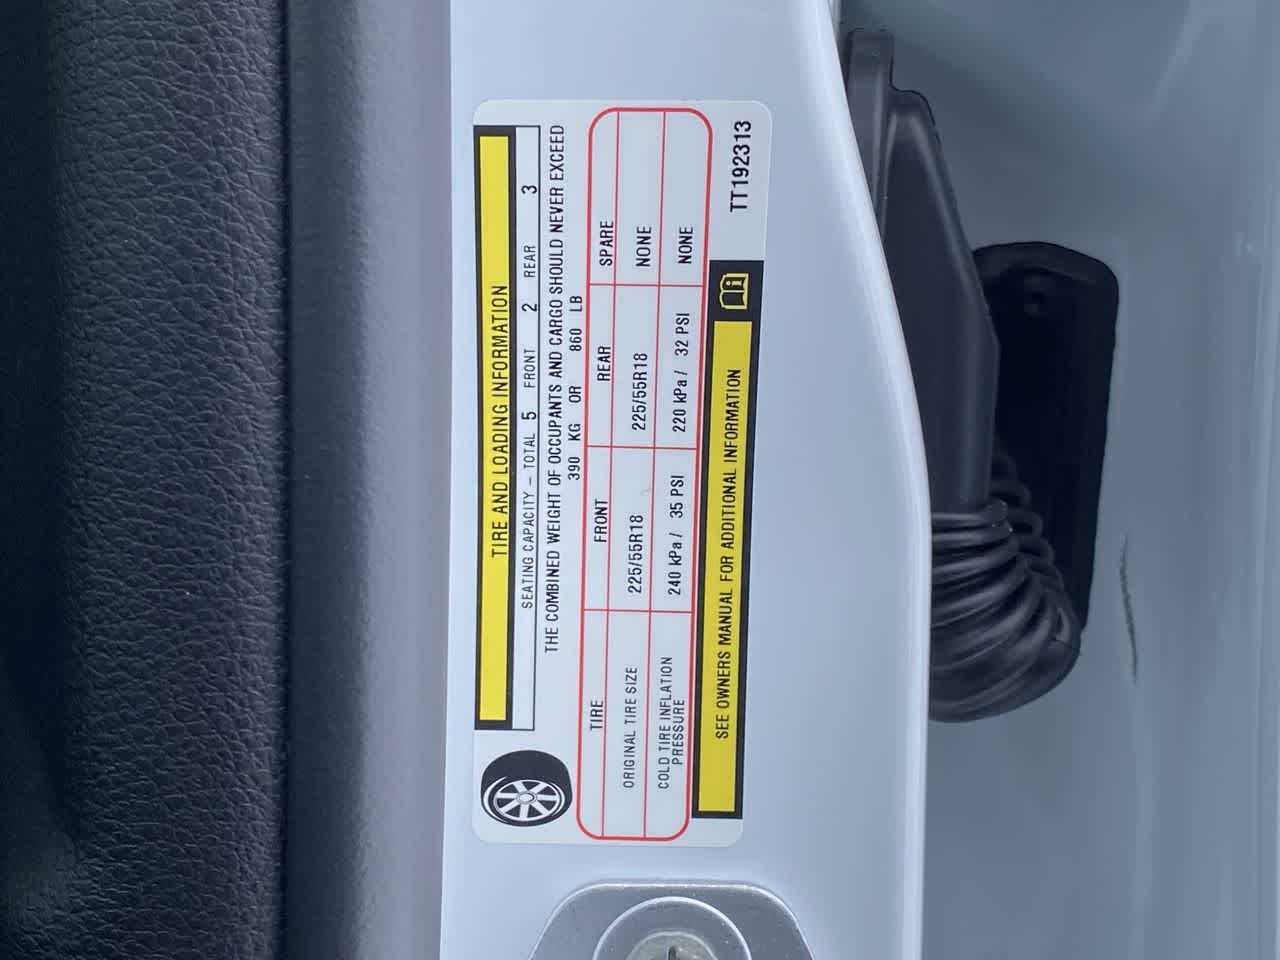 TIRE AND LOADING INFORMATION
SEATING CAPACITY – TOTAL 5 FRONT 2 REAR 3
THE COMBINED WEIGHT OF OCCUPANTS AND CARGO SHOULD NEVER EXCEED
390 KG OR 860 LB
TIRE FRONT REAR SPARE
ORIGINAL TIRE SIZE 225/55R18 225/55R18 NONE
COLD TIRE INFLATION PRESSURE 240 kPa / 35 PSI 220 kPa / 32 PSI NONE
SEE OWNERS MANUAL FOR ADDITIONAL INFORMATION
TT192313